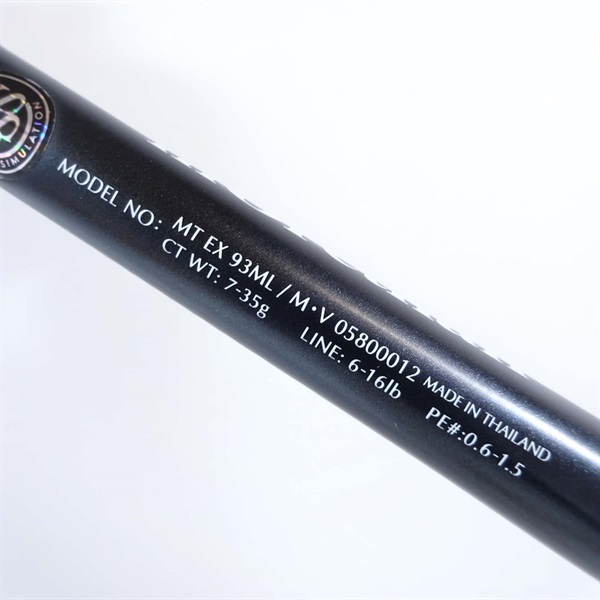 S
SIMULATION
MODEL NO: MT EX 93ML / M・V 05800012 MADE IN THAILAND
CT WT: 7-35g LINE: 6-16lb PE#:0.6-1.5